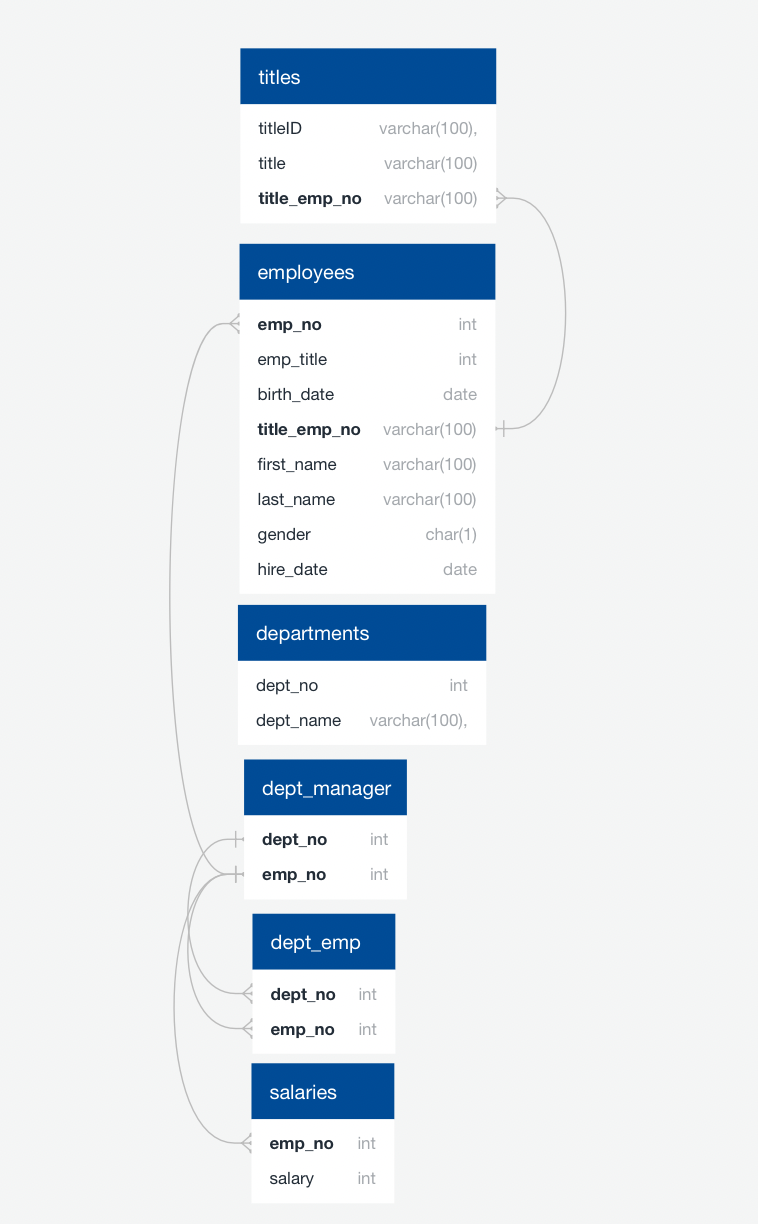 titles
titleID varchar(100),
title varchar(100)
title_emp_no varchar(100)
employees
emp_no int
emp_title int
birth_date date
title_emp_no varchar(100)
first_name varchar(100)
last_name varchar(100)
gender char(1)
hire_date date
departments
dept_no int
dept_name varchar(100),
dept_manager
dept_no int
emp_no int
dept_emp
dept_no int
emp_no int
salaries
emp_no int
salary int